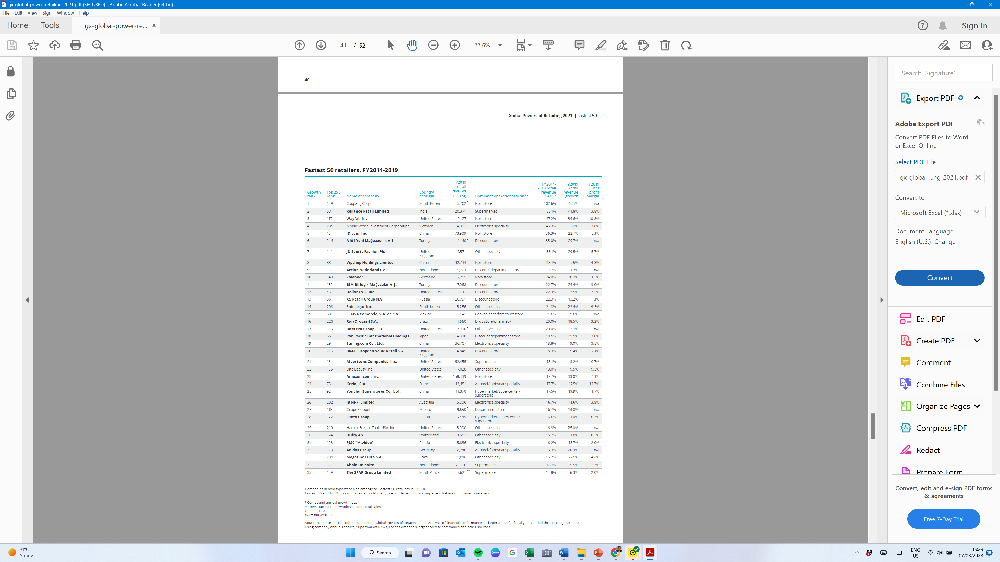 gx-global-power-retailing-2021.pdf (SECURED) - Adobe Acrobat Reader (64-bit)
File Edit View Sign Window Help
Home Tools gx-global-power-re... × Sign In
41 / 52 77.6%
40
Global Powers of Retailing 2021 | Fastest 50
Fastest 50 retailers, FY2014-2019
Growth rank Top 250 rank Name of company Country of origin FY2019 retail revenue (US$M) Dominant operational format FY2014-2019 retail revenue CAGR¹ FY2019 retail revenue growth FY2019 net profit margin
1 189 Coupang Corp. South Korea 5,702 e Non-store 102.6% 62.1% n/a
2 53 Reliance Retail Limited India 20,371 Supermarket 55.1% 41.8% 3.8%
3 117 Wayfair Inc United States 9,127 Non-store 47.2% 34.6% -10.8%
4 235 Mobile World Investment Corporation Vietnam 4,383 Electronics specialty 45.3% 18.1% 3.8%
5 13 JD.com, Inc China 73,909 Non-store 36.3% 22.7% 2.1%
6 244 A101 Yeni Mağazacılık A.S Turkey 4,140 e Discount store 35.0% 29.7% n/a
7 141 JD Sports Fashion Plc United Kingdom 7,571 e Other specialty 33.1% 29.5% 5.7%
8 83 Vipshop Holdings Limited China 12,744 Non-store 28.1% 7.5% 4.3%
9 187 Action Nederland BV Netherlands 5,724 Discount department store 27.7% 21.3% n/a
10 149 Zalando SE Germany 7,255 Non-store 24.0% 20.3% 1.5%
11 152 BİM Birleşik Mağazalar A.Ş. Turkey 7,068 Discount store 22.7% 24.4% 3.0%
12 45 Dollar Tree, Inc. United States 23,611 Discount store 22.4% 3.5% 3.5%
13 36 X5 Retail Group N.V. Russia 26,791 Discount store 22.3% 13.2% 1.1%
14 203 Shinsegae Inc. South Korea 5,256 Other specialty 21.8% 23.4% 9.3%
15 63 FEMSA Comercio, S.A. de C.V. Mexico 15,141 Convenience/forecourt store 21.6% 9.6% n/a
16 223 RaiaDrogasil S.A. Brazil 4,660 Drug store/pharmacy 20.0% 18.5% 3.2%
17 156 Bass Pro Group, LLC United States 7,000 e Other specialty 20.0% -4.1% n/a
18 66 Pan Pacific International Holdings Japan 14,880 Discount department store 19.5% 25.5% 3.0%
19 29 Suning.com Co., Ltd. China 36,707 Electronics specialty 18.8% 9.0% 3.5%
20 215 B&M European Value Retail S.A. United Kingdom 4,845 Discount store 18.3% 9.4% 2.1%
21 16 Albertsons Companies, Inc. United States 62,455 Supermarket 18.1% 3.2% 0.7%
22 155 Ulta Beauty, Inc United States 7,028 Other specialty 18.0% 9.5% 9.5%
23 2 Amazon.com, Inc. United States 158,439 Non-store 17.7% 13.0% 4.1%
24 75 Kering S.A. France 13,451 Apparel/footwear specialty 17.7% 17.5% 14.7%
25 92 Yonghui Superstores Co., Ltd. China 11,370 Hypermarket/supercenter/superstore 17.5% 19.9% 1.7%
26 202 JB Hi-Fi Limited Australia 5,306 Electronics specialty 16.7% 11.6% 3.8%
27 113 Grupo Coppel Mexico 9,650 e Department store 16.7% 14.8% n/a
28 172 Lenta Group Russia 6,449 Hypermarket/supercenter/superstore 16.6% 1.0% -0.7%
29 210 Harbor Freight Tools USA, Inc. United States 5,000 e Other specialty 16.3% 25.0% n/a
30 124 Dufry AG Switzerland 8,663 Other specialty 16.2% 1.8% 0.3%
31 193 PJSC "M.video" Russia 5,636 Electronics specialty 16.2% 13.7% 2.0%
32 123 Adidas Group Germany 8,746 Apparel/footwear specialty 15.3% 20.4% n/a
33 209 Magazine Luiza S.A. Brazil 5,016 Other specialty 15.2% 27.5% 4.6%
34 12 Ahold Delhaize Netherlands 74,160 Supermarket 15.1% 5.5% 2.7%
35 139 The SPAR Group Limited South Africa 7,621 ** Supermarket 14.8% 6.3% 2.0%
Companies in bold type were also among the Fastest 50 retailers in FY2018.
Fastest 50 and Top 250 composite net profit margins exclude results for companies that are not primarily retailers.
¹ Compound annual growth rate
** Revenue includes wholesale and retail sales
e = estimate
n/a = not available
Source: Deloitte Touche Tohmatsu Limited. Global Powers of Retailing 2021. Analysis of financial performance and operations for fiscal years ended through 30 June 2020
using company annual reports, Supermarket News, Forbes America's largest private companies and other sources.
Search 'Signature'
Export PDF
Adobe Export PDF
Convert PDF Files to Word
or Excel Online
Select PDF File
gx-global-...ng-2021.pdf
Convert to
Microsoft Excel (*.xlsx)
Document Language:
English (U.S.) Change
Convert
Edit PDF
Create PDF
Comment
Combine Files
Organize Pages
Compress PDF
Redact
Prepare Form
Convert, edit and e-sign PDF forms
& agreements
Free 7-Day Trial
31°C
Sunny
Search
ENG
US
15:29
07/03/2023
19